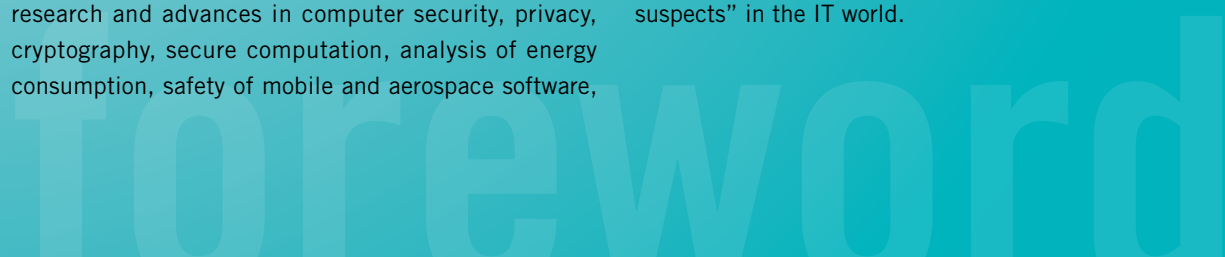 research and advances in computer security, privacy,
cryptography, secure computation, analysis of energy
consumption, safety of mobile and aerospace software,
suspects” in the IT world.
foreword